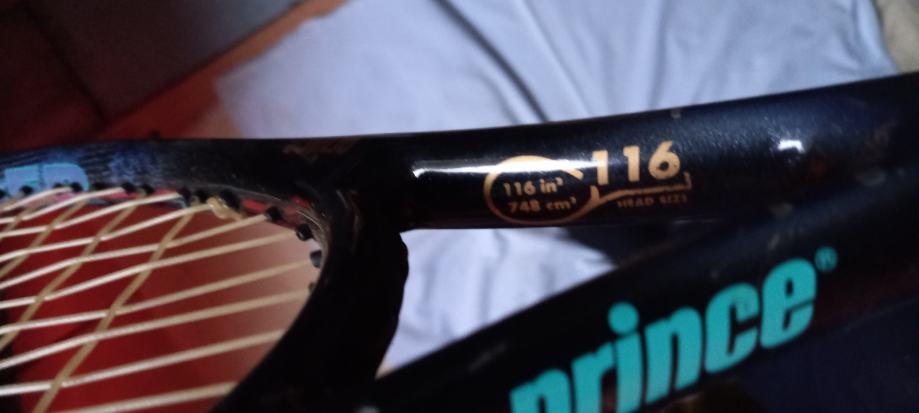 116 in²
748 cm²
116
HEAD SIZE
prince®